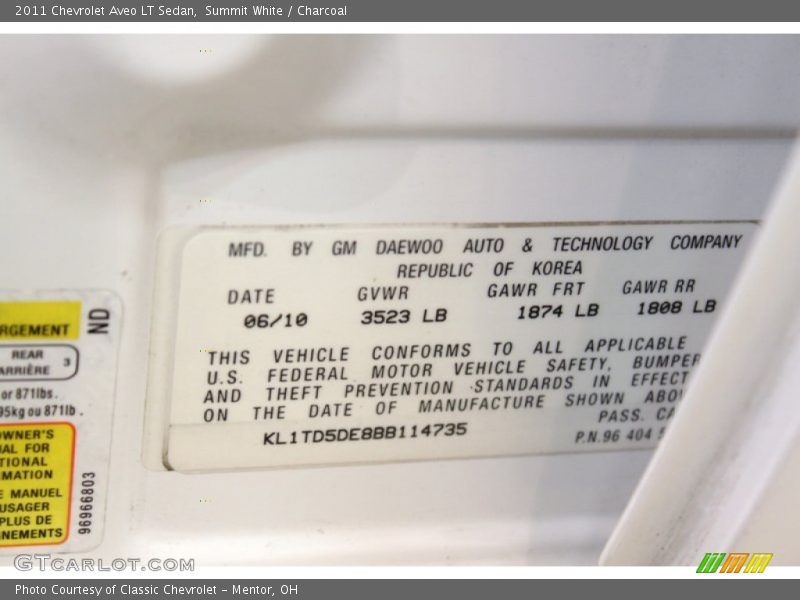 2011 Chevrolet Aveo LT Sedan, Summit White / Charcoal
MFD. BY GM DAEWOO AUTO & TECHNOLOGY COMPANY
REPUBLIC OF KOREA
DATE GVWR GAWR FRT GAWR RR
06/10 3523 LB 1874 LB 1808 LB
THIS VEHICLE CONFORMS TO ALL APPLICABLE
U.S. FEDERAL MOTOR VEHICLE SAFETY, BUMPER
AND THEFT PREVENTION STANDARDS IN EFFECT
ON THE DATE OF MANUFACTURE SHOWN ABO
PASS. CA
KL1TD5DE8BB114735
P.N.96 404
RGEMENT
ND
REAR
ARRIÈRE 3
or 871lbs.
95kg ou 871lb.
OWNER'S
AL FOR
TIONAL
MATION
E MANUEL
USAGER
PLUS DE
NEMENTS
96966803
GTCARLOT.COM
Photo Courtesy of Classic Chevrolet - Mentor, OH